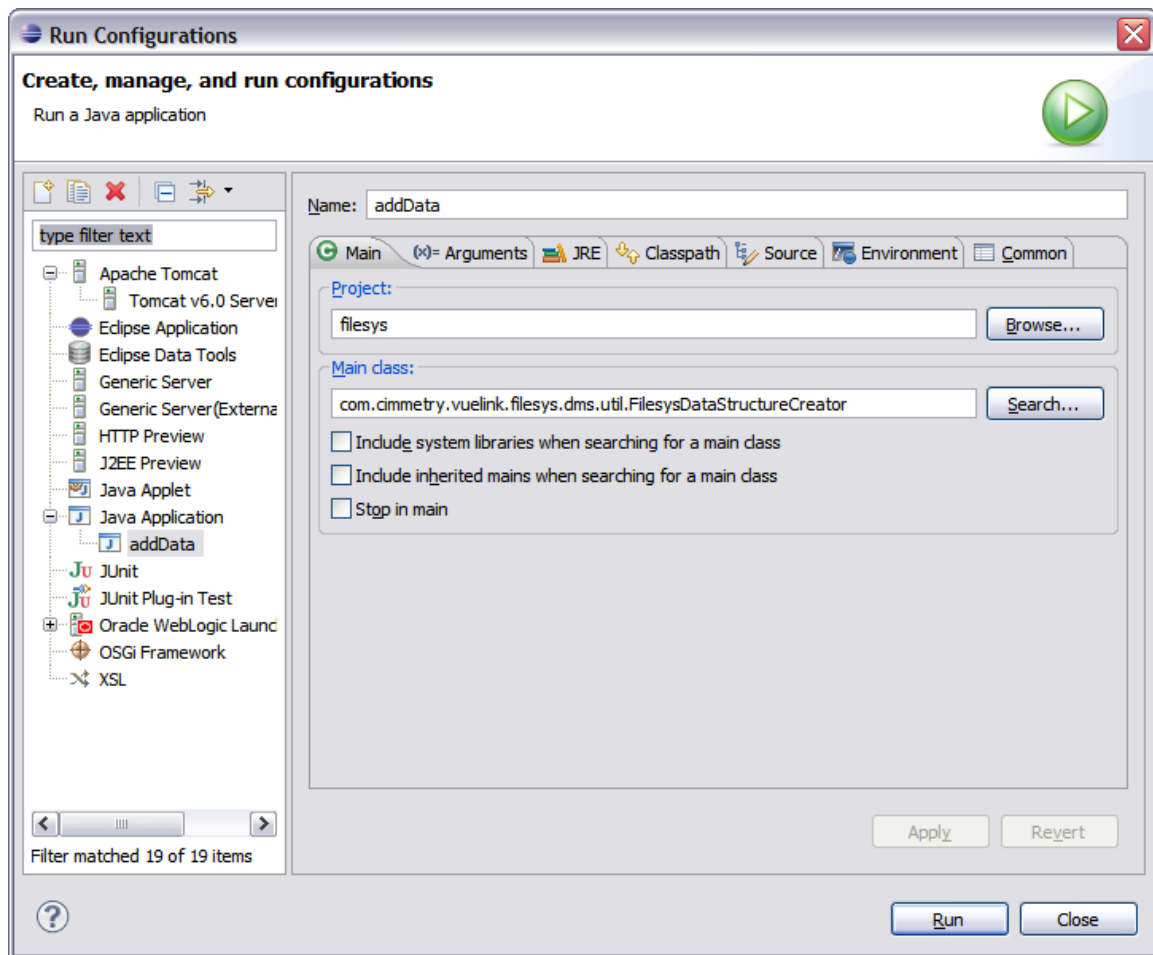 Run Configurations
Create, manage, and run configurations
Run a Java application
type filter text
Apache Tomcat
Tomcat v6.0 Server
Eclipse Application
Eclipse Data Tools
Generic Server
Generic Server(Externa
HTTP Preview
J2EE Preview
Java Applet
Java Application
addData
JUnit
JUnit Plug-in Test
Oracle WebLogic Launc
OSGi Framework
XSL
Filter matched 19 of 19 items
Name: addData
Main (x)= Arguments JRE Classpath Source Environment Common
Project:
filesys Browse...
Main class:
com.cimmetry.vuelink.filesys.dms.util.FilesysDataStructureCreator Search...
Include system libraries when searching for a main class
Include inherited mains when searching for a main class
Stop in main
Apply Revert
Run Close